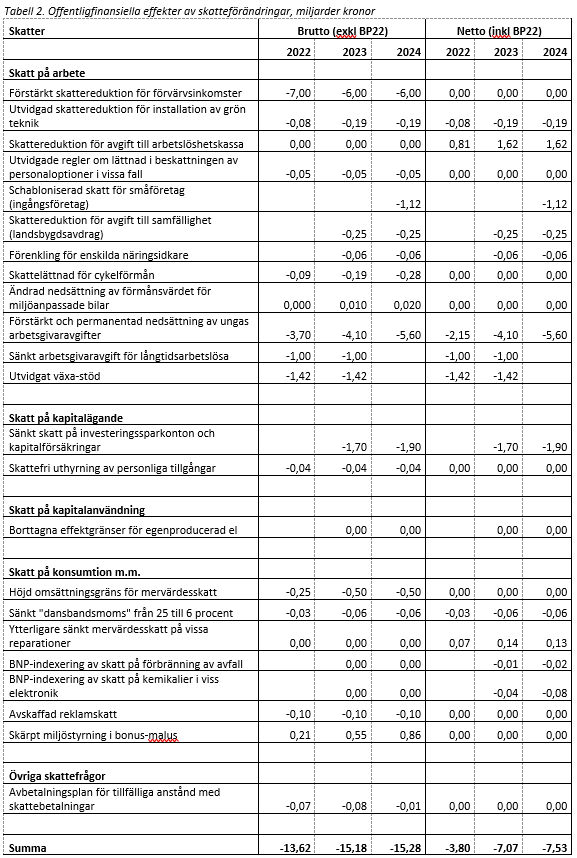 Tabell 2. Offentligfinansiella effekter av skatteförändringar, miljarder kronor
Skatter Brutto (exkl BP22) Netto (inkl BP22)
2022 2023 2024 2022 2023 2024
Skatt på arbete
Förstärkt skattereduktion för förvärvsinkomster -7,00 -6,00 -6,00 0,00 0,00 0,00
Utvidgad skattereduktion för installation av grön
teknik -0,08 -0,19 -0,19 -0,08 -0,19 -0,19
Skattereduktion för avgift till arbetslöshetskassa 0,00 0,00 0,00 0,81 1,62 1,62
Utvidgade regler om lättnad i beskattningen av
personaloptioner i vissa fall -0,05 -0,05 -0,05 0,00 0,00 0,00
Schabloniserad skatt för småföretag
(ingångsföretag) -1,12 -1,12
Skattereduktion för avgift till samfällighet
(landsbygdsavdrag) -0,25 -0,25 -0,25 -0,25
Förenkling för enskilda näringsidkare -0,06 -0,06 -0,06 -0,06
Skattelättnad för cykelförmån -0,09 -0,19 -0,28 0,00 0,00 0,00
Ändrad nedsättning av förmånsvärdet för
miljöanpassade bilar 0,000 0,010 0,020 0,00 0,00 0,00
Förstärkt och permanentad nedsättning av ungas
arbetsgivaravgifter -3,70 -4,10 -5,60 -2,15 -4,10 -5,60
Sänkt arbetsgivaravgift för långtidsarbetslösa -1,00 -1,00 -1,00 -1,00
Utvidgat växa-stöd -1,42 -1,42 -1,42 -1,42
Skatt på kapitalägande
Sänkt skatt på investeringssparkonton och
kapitalförsäkringar -1,70 -1,90 -1,70 -1,90
Skattefri uthyrning av personliga tillgångar -0,04 -0,04 -0,04 0,00 0,00 0,00
Skatt på kapitalanvändning
Borttagna effektgränser för egenproducerad el 0,00 0,00 0,00 0,00
Skatt på konsumtion m.m.
Höjd omsättningsgräns för mervärdesskatt -0,25 -0,50 -0,50 0,00 0,00 0,00
Sänkt "dansbandsmoms" från 25 till 6 procent -0,03 -0,06 -0,06 -0,03 -0,06 -0,06
Ytterligare sänkt mervärdesskatt på vissa
reparationer 0,00 0,00 0,00 0,07 0,14 0,13
BNP-indexering av skatt på förbränning av avfall 0,00 0,00 -0,01 -0,02
BNP-indexering av skatt på kemikalier i viss
elektronik 0,00 0,00 -0,04 -0,08
Avskaffad reklamskatt -0,10 -0,10 -0,10 0,00 0,00 0,00
Skärpt miljöstyrning i bonus-malus 0,21 0,55 0,86 0,00 0,00 0,00
Övriga skattefrågor
Avbetalningsplan för tillfälliga anstånd med
skattebetalningar -0,07 -0,08 -0,01 0,00 0,00 0,00
Summa -13,62 -15,18 -15,28 -3,80 -7,07 -7,53